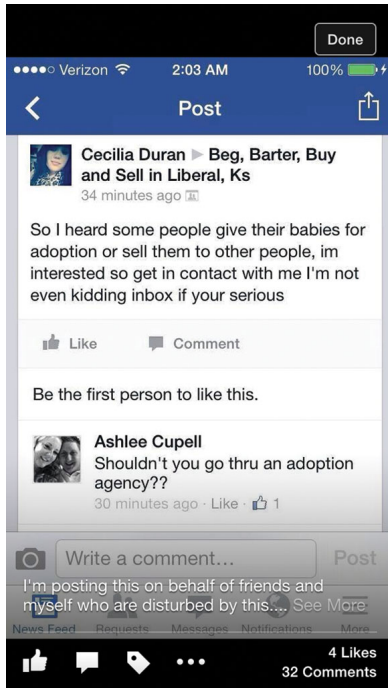 Done
Verizon 2:03 AM 100%
Post
Cecilia Duran ▶ Beg, Barter, Buy
and Sell in Liberal, Ks
34 minutes ago
So I heard some people give their babies for
adoption or sell them to other people, im
interested so get in contact with me I'm not
even kidding inbox if your serious
Like Comment
Be the first person to like this.
Ashlee Cupell
Shouldn't you go thru an adoption
agency??
30 minutes ago · Like · 1
Write a comment... Post
I'm posting this on behalf of friends and
myself who are disturbed by this.... See More
News Feed Requests Messages Notifications More
4 Likes
32 Comments